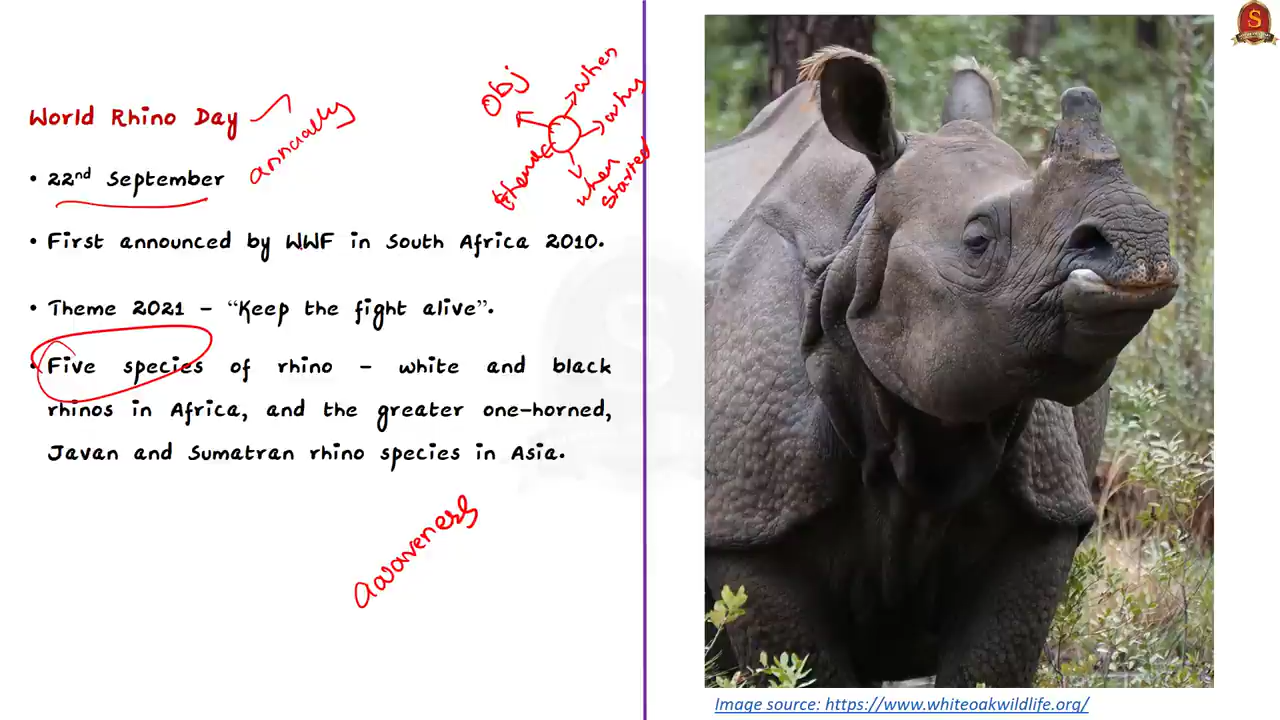 World Rhino Day
annually
• 22nd September
Obj
when
why
when started
theme
• First announced by WWF in South Africa 2010.
• Theme 2021 – “Keep the fight alive”.
• Five species of rhino – white and black
rhinos in Africa, and the greater one-horned,
Javan and Sumatran rhino species in Asia.
Awareness
Image source: https://www.whiteoakwildlife.org/
S